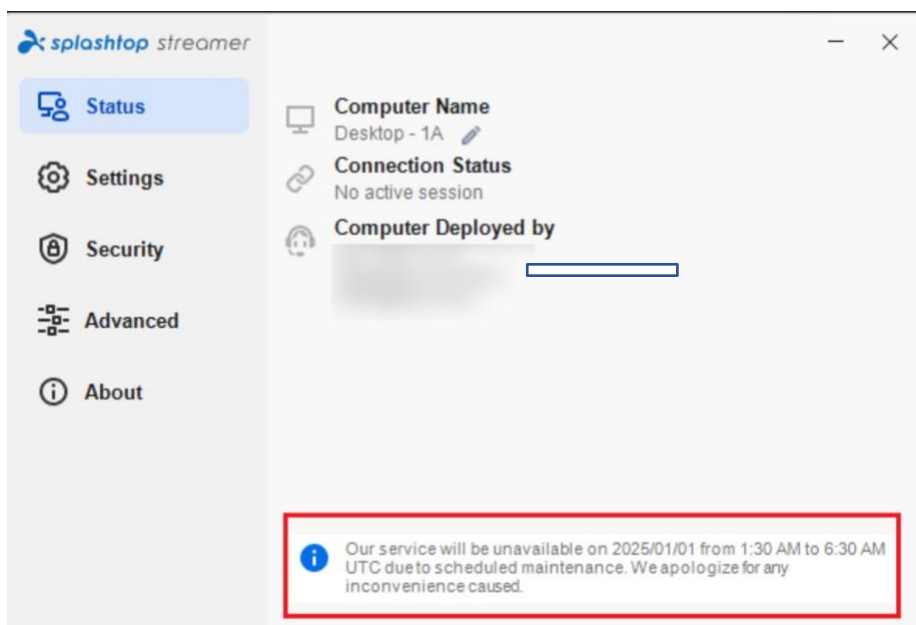 splashtop streamer
Status
Settings
Security
Advanced
About
Computer Name
Desktop - 1A
Connection Status
No active session
Computer Deployed by
Our service will be unavailable on 2025/01/01 from 1:30 AM to 6:30 AM
UTC due to scheduled maintenance. We apologize for any
inconvenience caused.